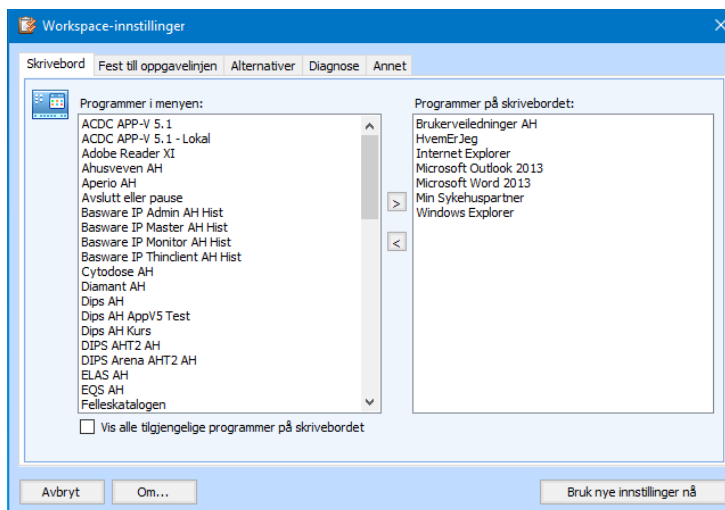 Workspace-innstillinger
Skrivebord Fest till oppgavelinjen Alternativer Diagnose Annet
Programmer i menyen:
ACDC APP-V 5.1
ACDC APP-V 5.1 - Lokal
Adobe Reader XI
Ahusveven AH
Aperio AH
Avslutt eller pause
Basware IP Admin AH Hist
Basware IP Master AH Hist
Basware IP Monitor AH Hist
Basware IP Thinclient AH Hist
Cytodose AH
Diamant AH
Dips AH
Dips AH AppV5 Test
Dips AH Kurs
DIPS AHT2 AH
DIPS Arena AHT2 AH
ELAS AH
EQS AH
Felleskatalogen
Vis alle tilgjengelige programmer på skrivebordet
>
<
Programmer på skrivebordet:
Brukerveiledninger AH
HvemErJeg
Internet Explorer
Microsoft Outlook 2013
Microsoft Word 2013
Min Sykehuspartner
Windows Explorer
Avbryt Om... Bruk nye innstillinger nå